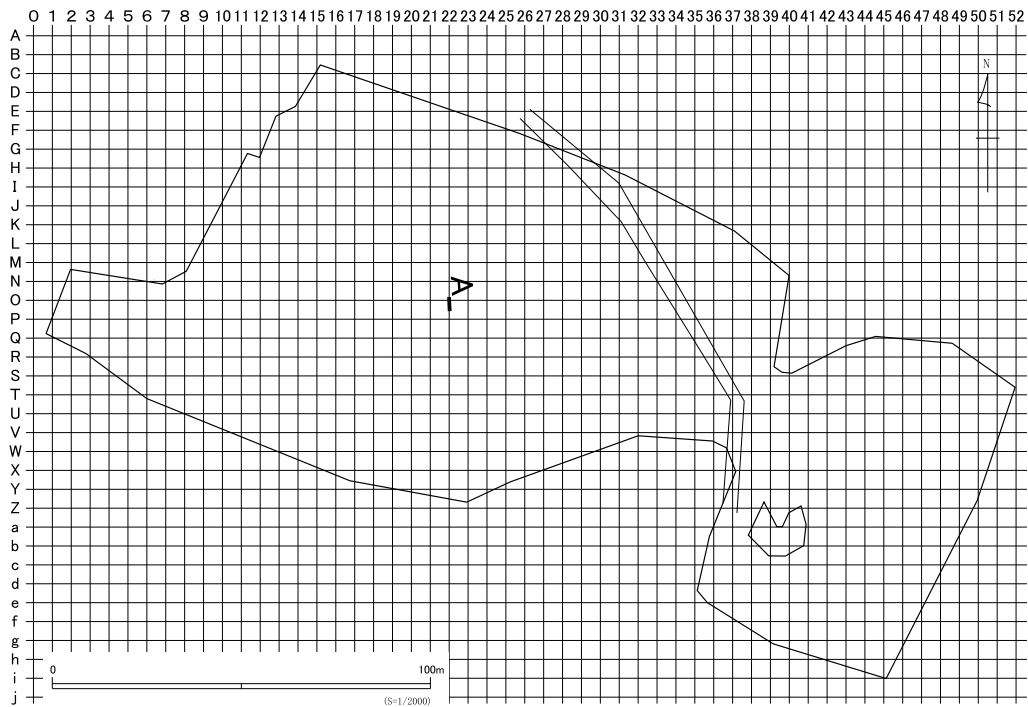 0 1 2 3 4 5 6 7 8 9 10 11 12 13 14 15 16 17 18 19 20 21 22 23 24 25 26 27 28 29 30 31 32 33 34 35 36 37 38 39 40 41 42 43 44 45 46 47 48 49 50 51 52
A
B
C
N
D
E
F
G
H
I
J
K
L
M
N
A
O
P
Q
R
S
T
U
V
W
X
Y
Z
a
b
c
d
e
f
g
h
0 100m
i
j
(S=1/2000)